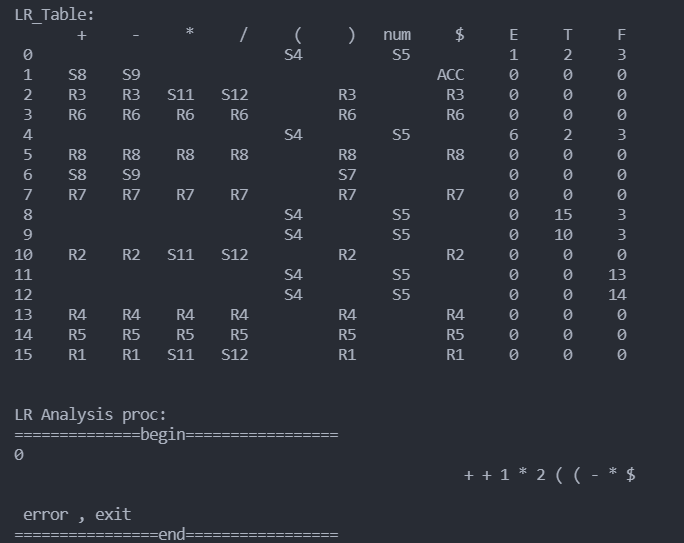 LR_Table:
+ - * / ( ) num $ E T F
0 S4 S5 1 2 3
1 S8 S9 ACC 0 0 0
2 R3 R3 S11 S12 R3 R3 0 0 0
3 R6 R6 R6 R6 R6 R6 0 0 0
4 S4 S5 6 2 3
5 R8 R8 R8 R8 R8 R8 0 0 0
6 S8 S9 S7 0 0 0
7 R7 R7 R7 R7 R7 R7 0 0 0
8 S4 S5 0 15 3
9 S4 S5 0 10 3
10 R2 R2 S11 S12 R2 R2 0 0 0
11 S4 S5 0 0 13
12 S4 S5 0 0 14
13 R4 R4 R4 R4 R4 R4 0 0 0
14 R5 R5 R5 R5 R5 R5 0 0 0
15 R1 R1 S11 S12 R1 R1 0 0 0
LR Analysis proc:
==============begin=================
0
+ + 1 * 2 ( ( - * $
error , exit
================end=================